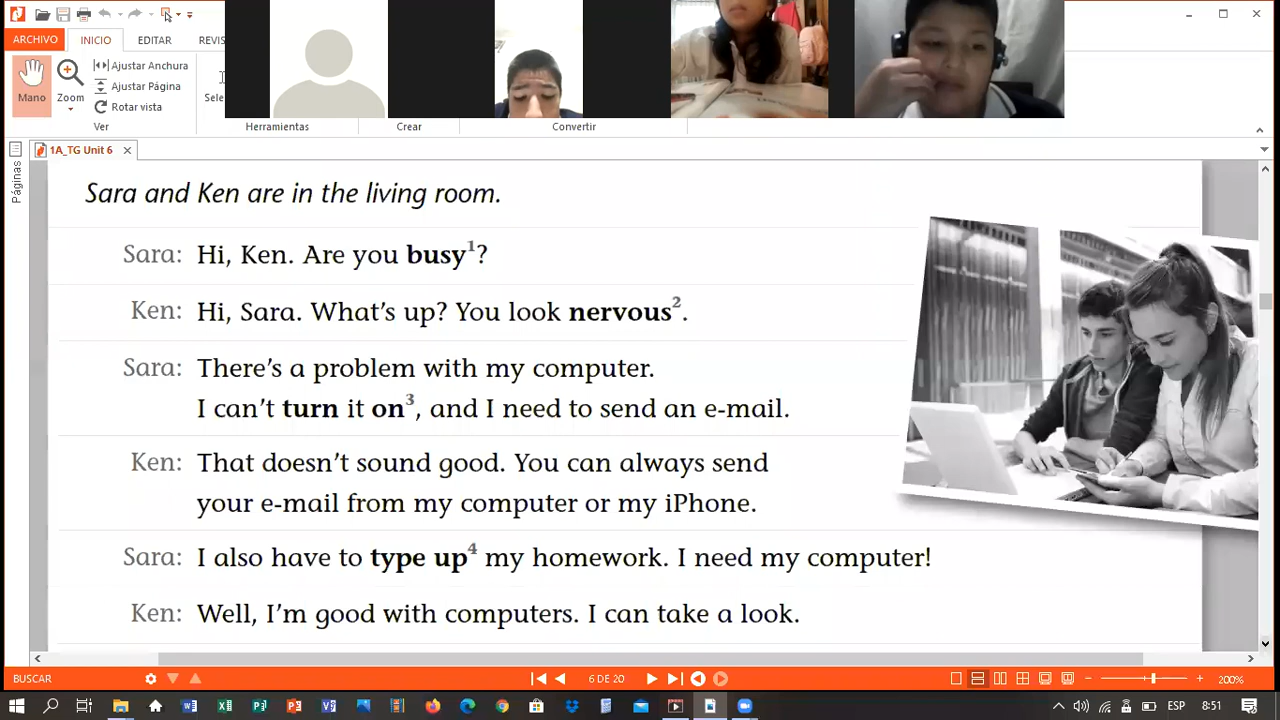 ARCHIVO INICIO EDITAR REVIS
Mano
Zoom
Ajustar Anchura
Ajustar Página
Rotar vista
Ver Herramientas Crear Convertir
1A_TG Unit 6
Páginas
Sara and Ken are in the living room.
Sara: Hi, Ken. Are you busy¹?
Ken: Hi, Sara. What's up? You look nervous².
Sara: There's a problem with my computer.
I can't turn it on³, and I need to send an e-mail.
Ken: That doesn't sound good. You can always send
your e-mail from my computer or my iPhone.
Sara: I also have to type up⁴ my homework. I need my computer!
Ken: Well, I'm good with computers. I can take a look.
BUSCAR 6 DE 20 200%
ESP 8:51